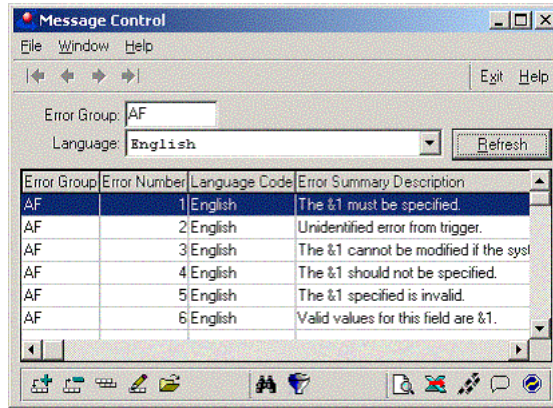 Message Control
File Window Help
Exit Help
Error Group: AF
Language: English Refresh
Error Group Error Number Language Code Error Summary Description
AF 1 English The &1 must be specified.
AF 2 English Unidentified error from trigger.
AF 3 English The &1 cannot be modified if the syst
AF 4 English The &1 should not be specified.
AF 5 English The &1 specified is invalid.
AF 6 English Valid values for this field are &1.